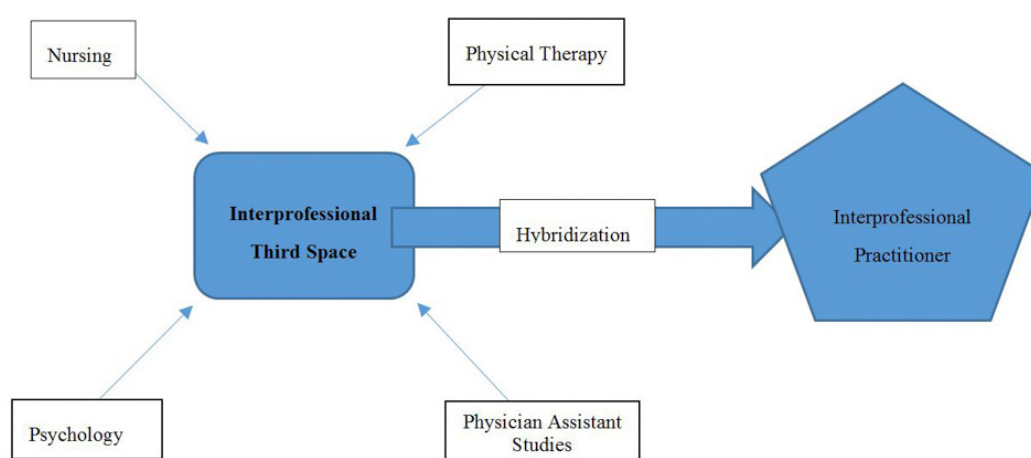 Nursing
Physical Therapy
Interprofessional
Third Space
Hybridization
Interprofessional
Practitioner
Psychology
Physician Assistant
Studies